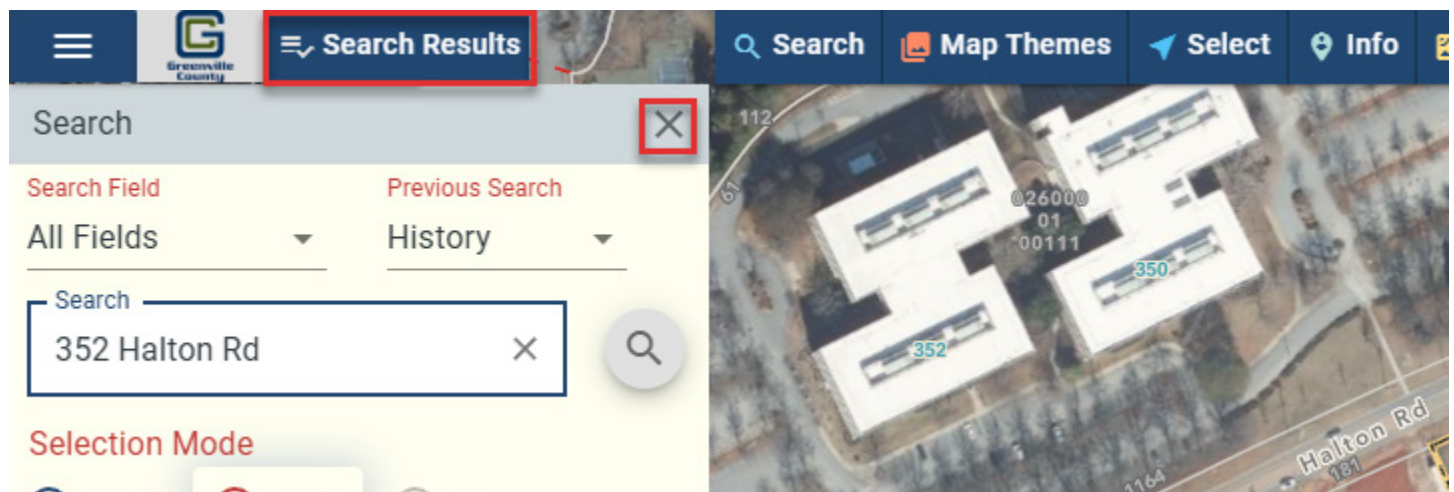 Greenville
County
Search Results
Search
Map Themes
Select
Info
Search
Search Field
All Fields
Previous Search
History
Search
352 Halton Rd
Selection Mode
112
61
026000
01
00111
350
352
Halton Rd
181
1164